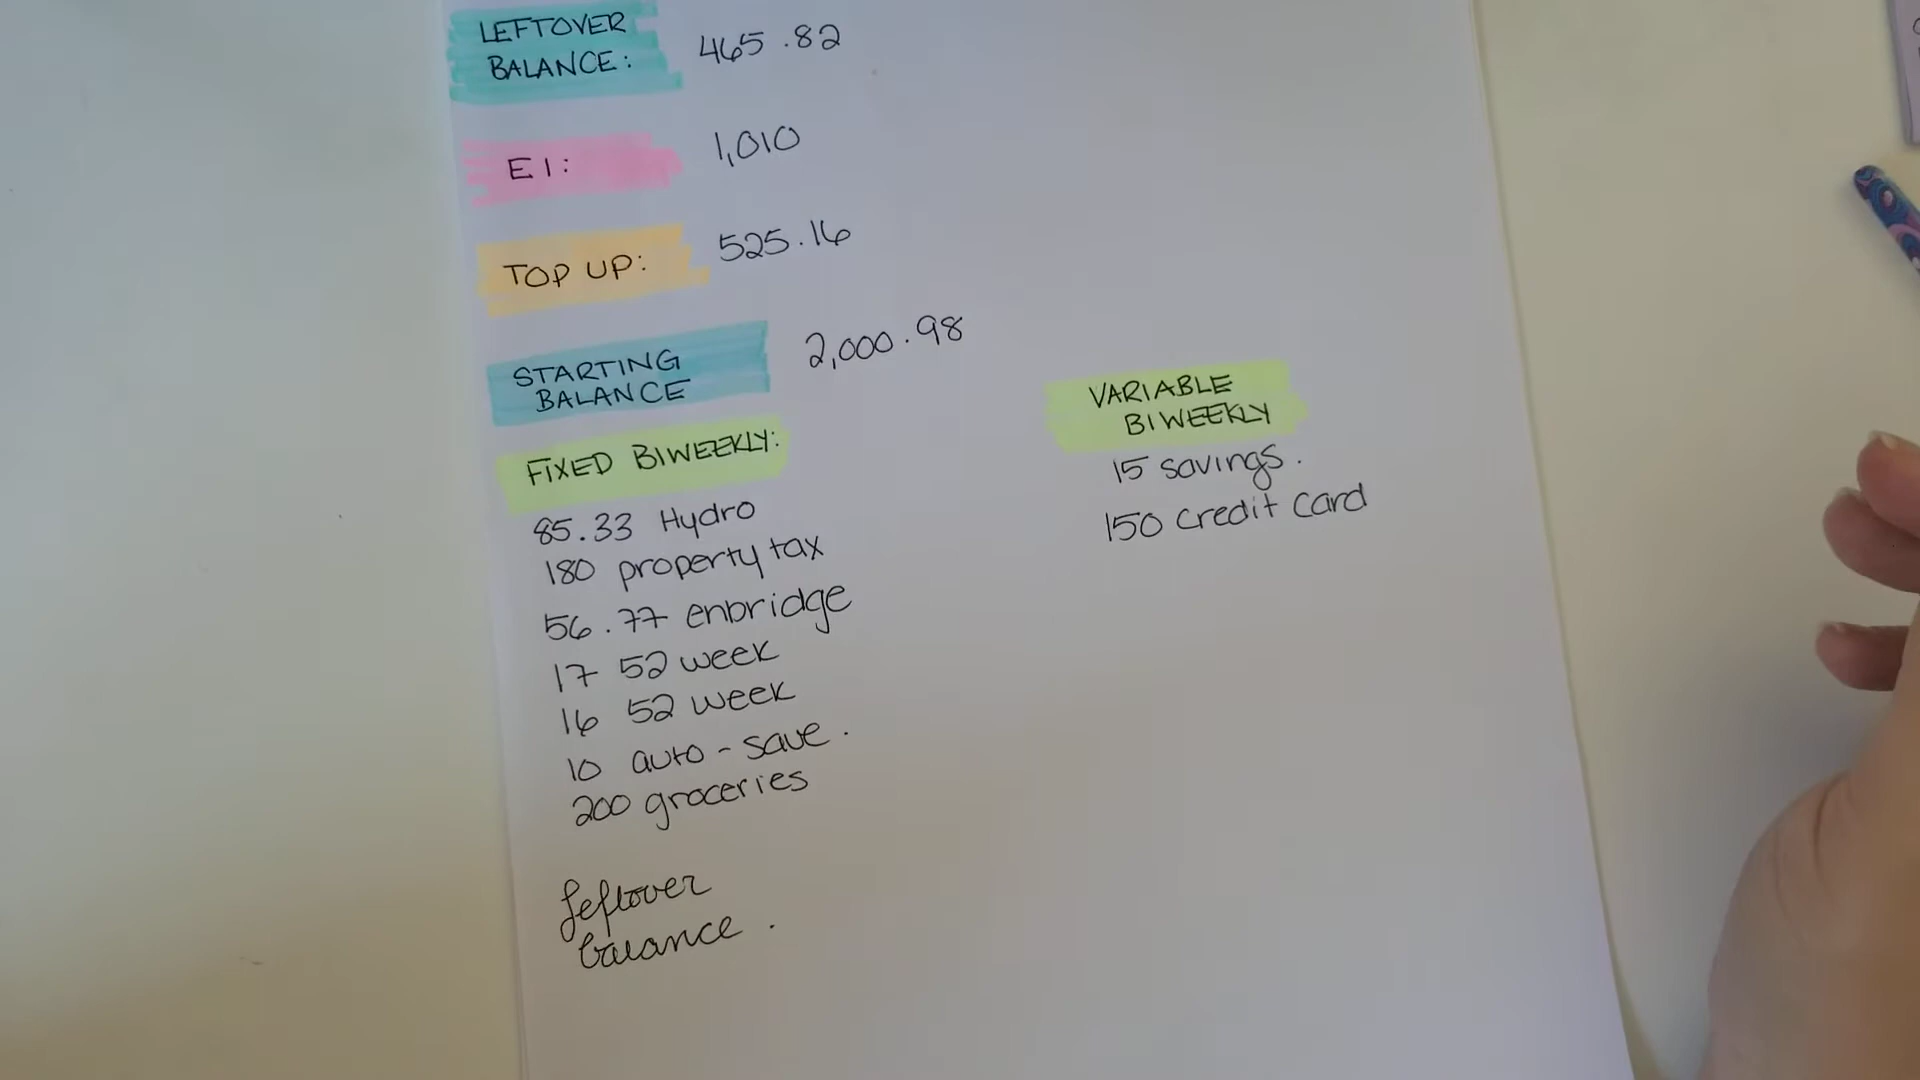 LEFTOVER
BALANCE: 465.82
EI: 1,010
TOP UP: 525.16
STARTING
BALANCE 2,000.98
FIXED BIWEEKLY:
85.33 Hydro
180 property tax
56.77 enbridge
17 52 week
16 52 week
10 auto-save.
200 groceries
leftover
balance.
VARIABLE
BIWEEKLY
15 savings.
150 credit card